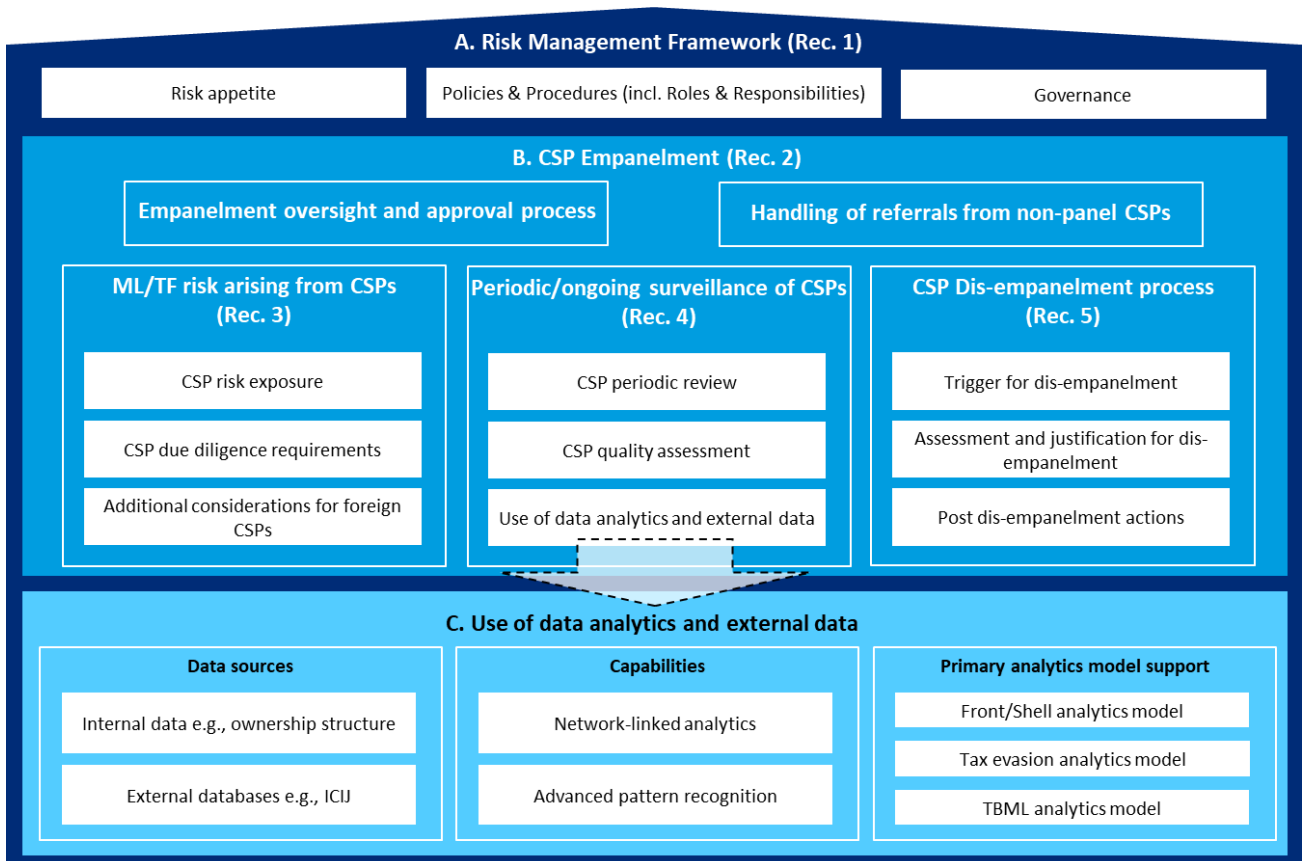 A. Risk Management Framework (Rec. 1)
Risk appetite
Policies & Procedures (incl. Roles & Responsibilities)
Governance
B. CSP Empanelment (Rec. 2)
Empanelment oversight and approval process
Handling of referrals from non-panel CSPs
ML/TF risk arising from CSPs
(Rec. 3)
CSP risk exposure
CSP due diligence requirements
Additional considerations for foreign
CSPs
Periodic/ongoing surveillance of CSPs
(Rec. 4)
CSP periodic review
CSP quality assessment
Use of data analytics and external data
CSP Dis-empanelment process
(Rec. 5)
Trigger for dis-empanelment
Assessment and justification for dis-
empanelment
Post dis-empanelment actions
C. Use of data analytics and external data
Data sources
Internal data e.g., ownership structure
External databases e.g., ICIJ
Capabilities
Network-linked analytics
Advanced pattern recognition
Primary analytics model support
Front/Shell analytics model
Tax evasion analytics model
TBML analytics model